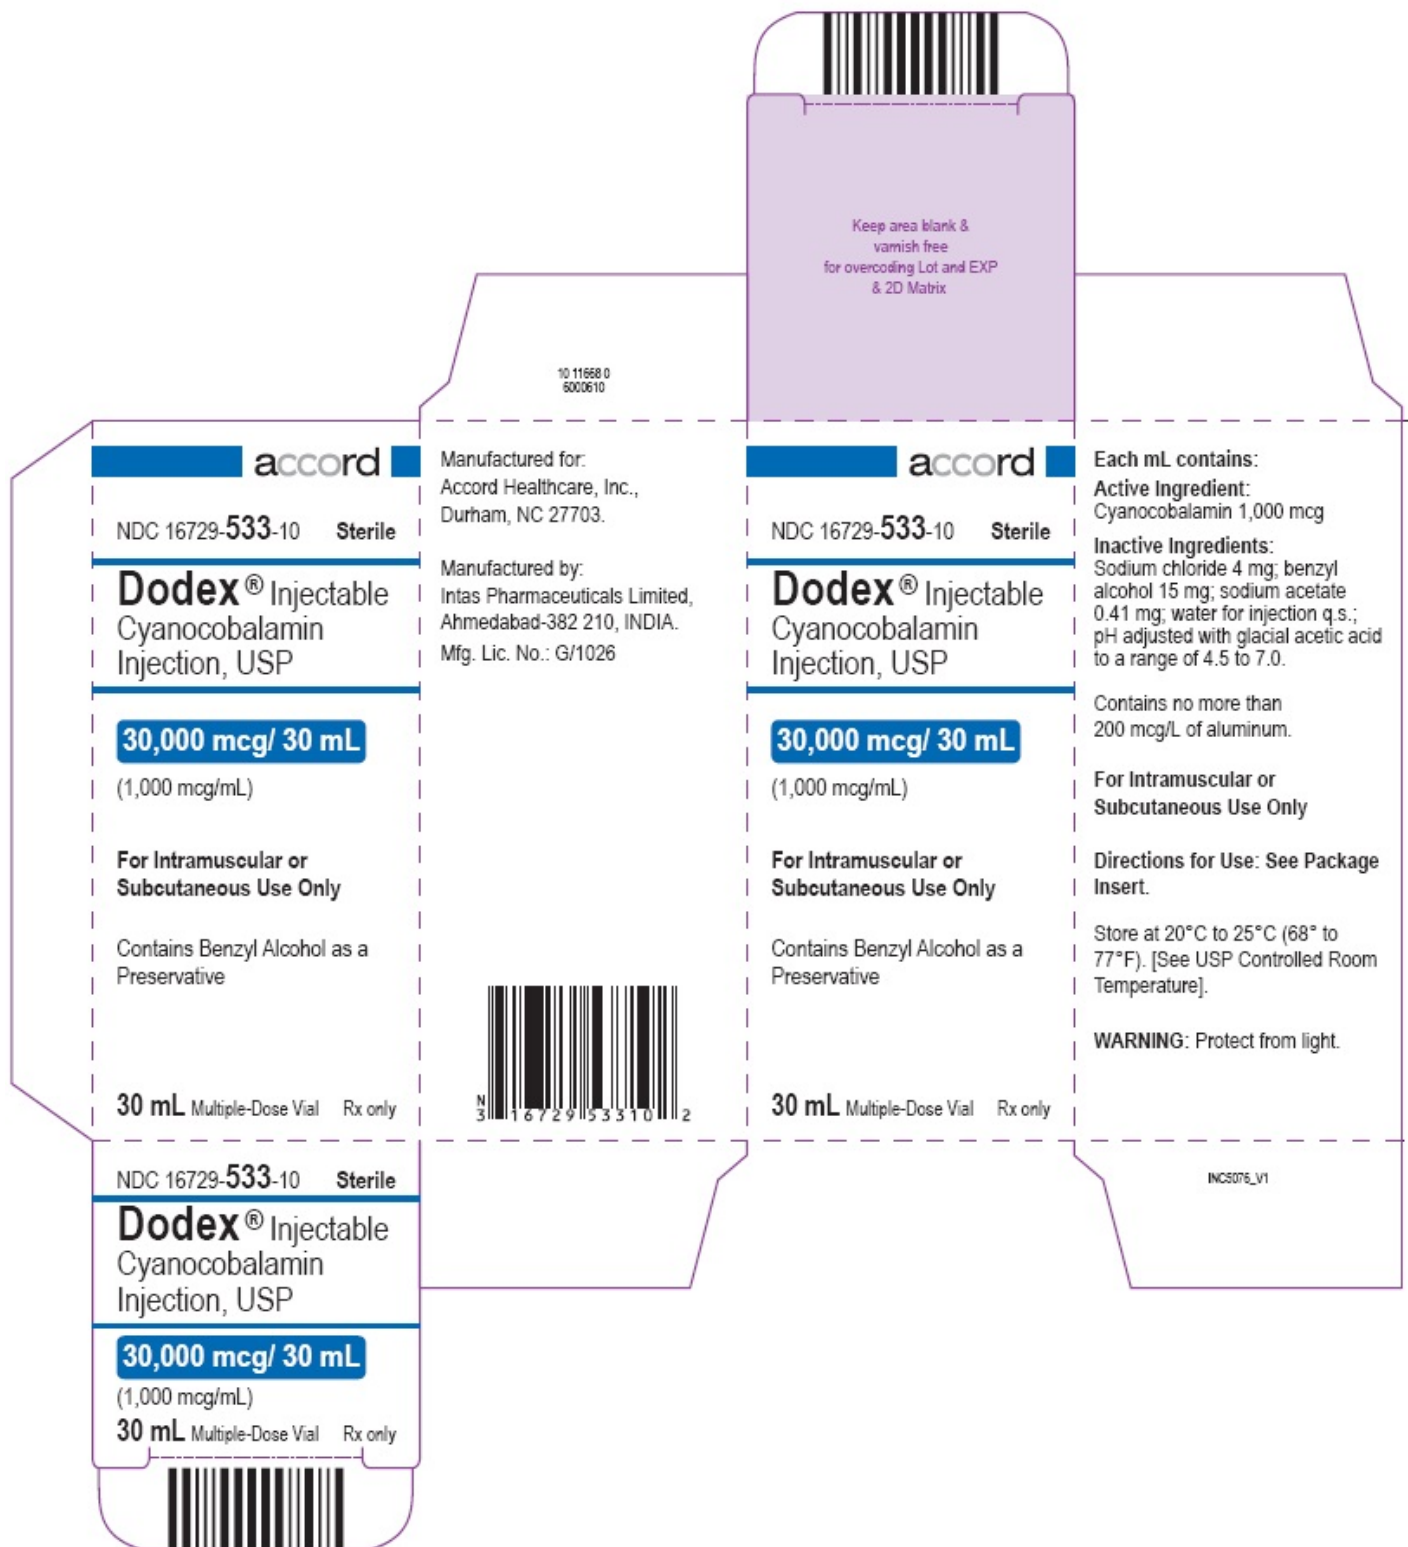 Keep area blank &
varnish free
for overcoding Lot and EXP
& 2D Matrix
10 11668 0
6000610
accord
NDC 16729-533-10 Sterile
Dodex® Injectable
Cyanocobalamin
Injection, USP
30,000 mcg/ 30 mL
(1,000 mcg/mL)
For Intramuscular or
Subcutaneous Use Only
Contains Benzyl Alcohol as a
Preservative
30 mL Multiple-Dose Vial Rx only
Manufactured for:
Accord Healthcare, Inc.,
Durham, NC 27703.
Manufactured by:
Intas Pharmaceuticals Limited,
Ahmedabad-382 210, INDIA.
Mfg. Lic. No.: G/1026
N
3 16729 53310 2
accord
NDC 16729-533-10 Sterile
Dodex® Injectable
Cyanocobalamin
Injection, USP
30,000 mcg/ 30 mL
(1,000 mcg/mL)
For Intramuscular or
Subcutaneous Use Only
Contains Benzyl Alcohol as a
Preservative
30 mL Multiple-Dose Vial Rx only
Each mL contains:
Active Ingredient:
Cyanocobalamin 1,000 mcg
Inactive Ingredients:
Sodium chloride 4 mg; benzyl
alcohol 15 mg; sodium acetate
0.41 mg; water for injection q.s.;
pH adjusted with glacial acetic acid
to a range of 4.5 to 7.0.
Contains no more than
200 mcg/L of aluminum.
For Intramuscular or
Subcutaneous Use Only
Directions for Use: See Package
Insert.
Store at 20°C to 25°C (68° to
77°F). [See USP Controlled Room
Temperature].
WARNING: Protect from light.
NDC 16729-533-10 Sterile
Dodex® Injectable
Cyanocobalamin
Injection, USP
30,000 mcg/ 30 mL
(1,000 mcg/mL)
30 mL Multiple-Dose Vial Rx only
INC5076_V1